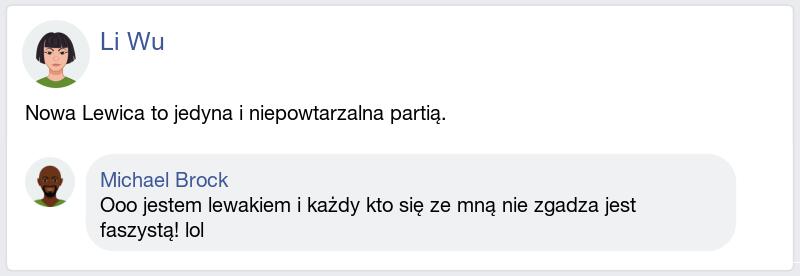 Li Wu
Nowa Lewica to jedyna i niepowtarzalna partią.
Michael Brock
Ooo jestem lewakiem i każdy kto się ze mną nie zgadza jest
faszystą! lol